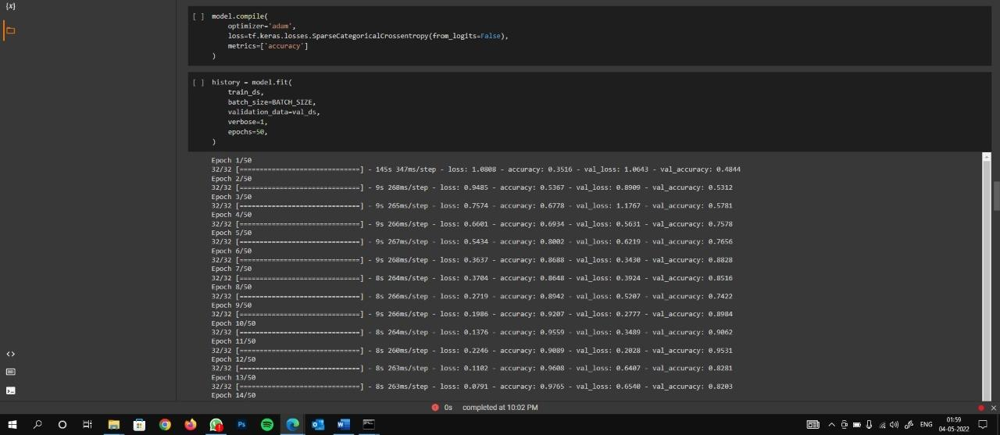 {x}
[ ] model.compile(
optimizer='adam',
loss=tf.keras.losses.SparseCategoricalCrossentropy(from_logits=False),
metrics=['accuracy']
)
[ ] history = model.fit(
train_ds,
batch_size=BATCH_SIZE,
validation_data=val_ds,
verbose=1,
epochs=50,
)
Epoch 1/50
32/32 [==============================] - 145s 347ms/step - loss: 1.0808 - accuracy: 0.3516 - val_loss: 1.0643 - val_accuracy: 0.4844
Epoch 2/50
32/32 [==============================] - 9s 268ms/step - loss: 0.9485 - accuracy: 0.5367 - val_loss: 0.8909 - val_accuracy: 0.5312
Epoch 3/50
32/32 [==============================] - 9s 265ms/step - loss: 0.7574 - accuracy: 0.6778 - val_loss: 1.1767 - val_accuracy: 0.5781
Epoch 4/50
32/32 [==============================] - 9s 266ms/step - loss: 0.6601 - accuracy: 0.6934 - val_loss: 0.5631 - val_accuracy: 0.7578
Epoch 5/50
32/32 [==============================] - 9s 267ms/step - loss: 0.5434 - accuracy: 0.8002 - val_loss: 0.6219 - val_accuracy: 0.7656
Epoch 6/50
32/32 [==============================] - 9s 268ms/step - loss: 0.3637 - accuracy: 0.8688 - val_loss: 0.3430 - val_accuracy: 0.8828
Epoch 7/50
32/32 [==============================] - 8s 264ms/step - loss: 0.3704 - accuracy: 0.8648 - val_loss: 0.3924 - val_accuracy: 0.8516
Epoch 8/50
32/32 [==============================] - 8s 266ms/step - loss: 0.2719 - accuracy: 0.8942 - val_loss: 0.5207 - val_accuracy: 0.7422
Epoch 9/50
32/32 [==============================] - 9s 266ms/step - loss: 0.1986 - accuracy: 0.9207 - val_loss: 0.2777 - val_accuracy: 0.8984
Epoch 10/50
32/32 [==============================] - 8s 264ms/step - loss: 0.1376 - accuracy: 0.9559 - val_loss: 0.3489 - val_accuracy: 0.9062
Epoch 11/50
32/32 [==============================] - 8s 260ms/step - loss: 0.2246 - accuracy: 0.9089 - val_loss: 0.2028 - val_accuracy: 0.9531
Epoch 12/50
32/32 [==============================] - 8s 263ms/step - loss: 0.1102 - accuracy: 0.9608 - val_loss: 0.6407 - val_accuracy: 0.8281
Epoch 13/50
32/32 [==============================] - 8s 263ms/step - loss: 0.0791 - accuracy: 0.9765 - val_loss: 0.6540 - val_accuracy: 0.8203
Epoch 14/50
0s completed at 10:02 PM
Ps
ENG
01:59
04-05-2022